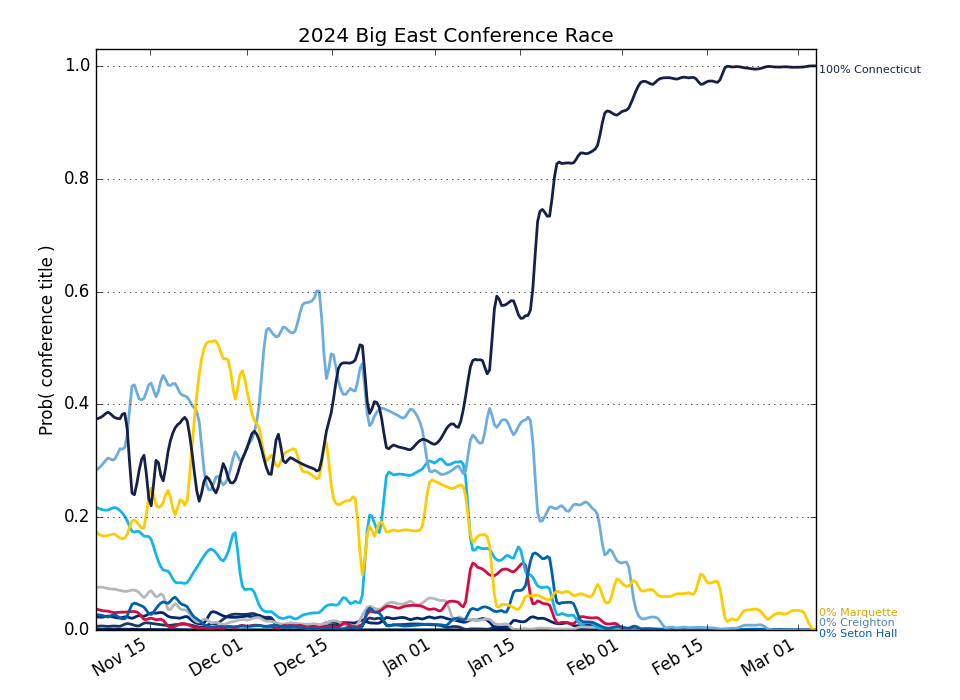 2024 Big East Conference Race
Prob( conference title )
1.0
0.8
0.6
0.4
0.2
0.0
Nov 15
Dec 01
Dec 15
Jan 01
Jan 15
Feb 01
Feb 15
Mar 01
100% Connecticut
0% Marquette
0% Creighton
0% Seton Hall